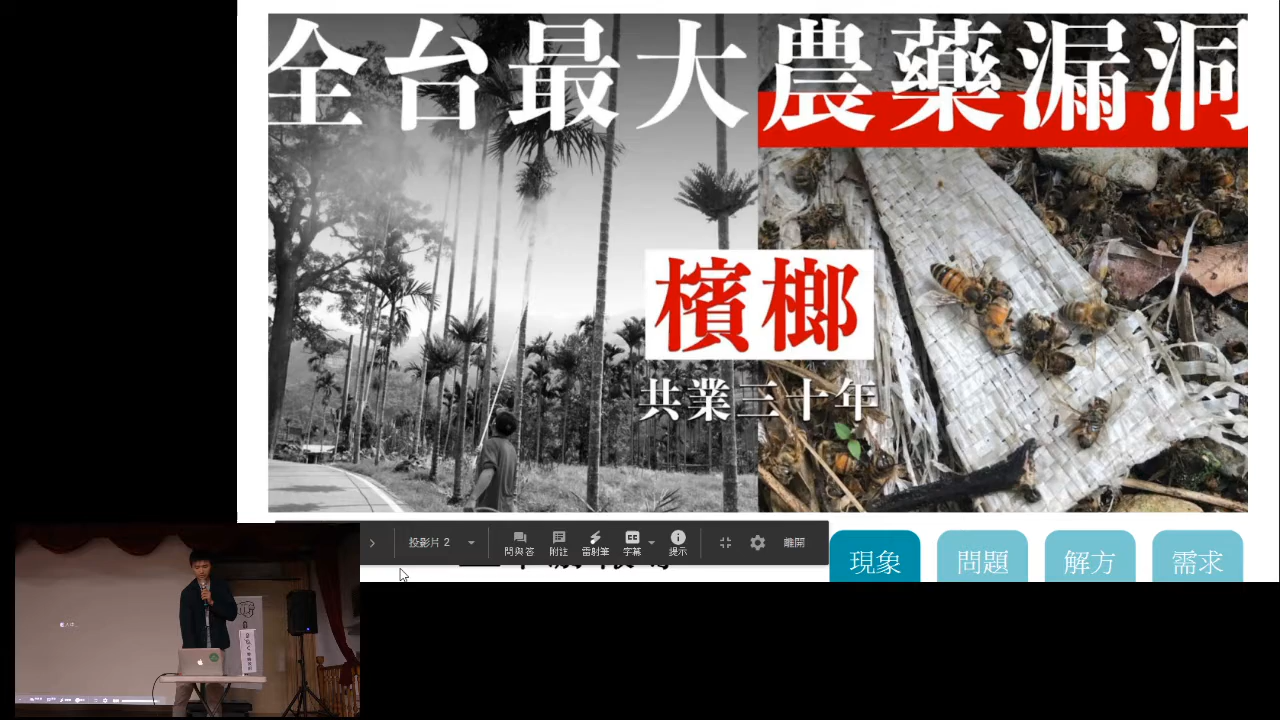 全台最大農藥漏洞
檳榔
共業三十年
投影片 2
問與答
附註
雷射筆
字幕
提示
離開
現象
問題
解方
需求